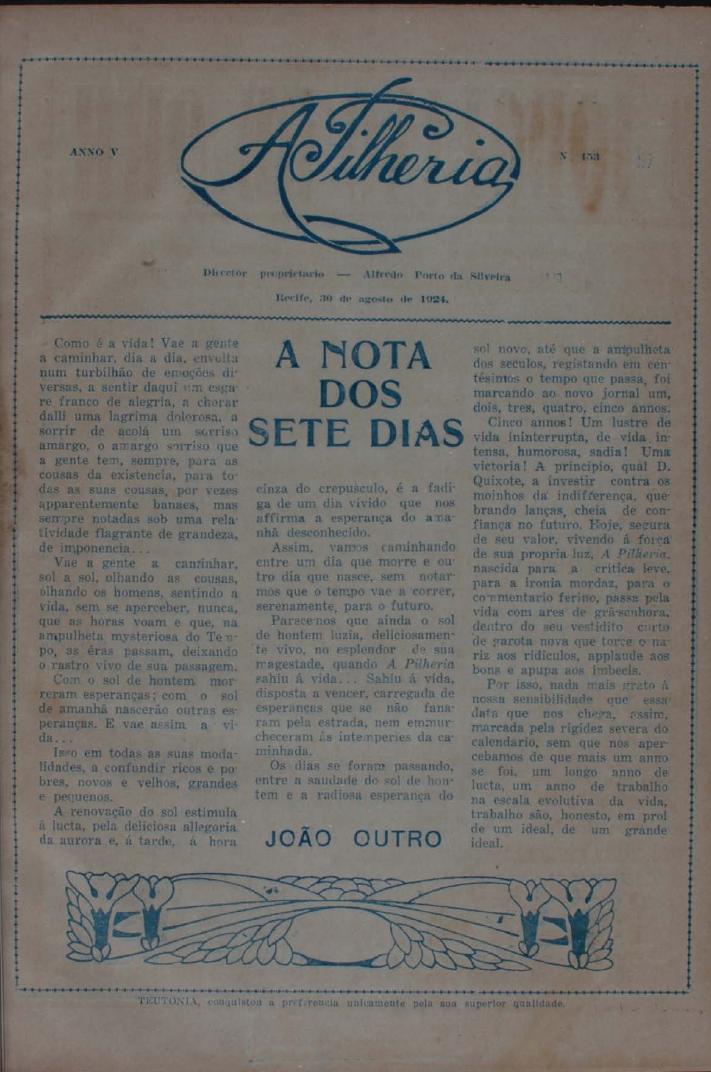 ANNO V
A Pilheria
N. 153
Director proprietario — Alfredo Porto da Silveira
Recife, 30 de agosto de 1924.
A NOTA
DOS
SETE DIAS
Como é a vida! Vae a gente
a caminhar, dia a dia, envolta
num turbilhão de emoções di-
versas, a sentir daqui um esga-
re franco de alegria, a chorar
dalli uma lagrima dolorosa, a
sorrir de acolá um sorriso
amargo, o amargo sorriso que
a gente tem, sempre, para as
cousas da existencia, para to-
das as suas cousas, por vezes
apparentemente banaes, mas
sempre notadas sob uma rela-
tividade flagrante de grandeza,
de imponencia...
Vae a gente a caminhar,
sol a sol, olhando as cousas,
olhando os homens, sentindo a
vida, sem se aperceber, nunca,
que as horas voam e que, na
ampulheta mysteriosa do Tem-
po, as éras passam, deixando
o rastro vivo de sua passagem.
Com o sol de hontem mor-
reram esperanças; com o sol
de amanhã nascerão outras es-
peranças. E vae assim a vi-
da...
Isso em todas as suas moda-
lidades, a confundir ricos e po-
bres, novos e velhos, grandes
e pequenos.
A renovação do sol estimula
á lucta, pela deliciosa allegoria
da aurora e, á tarde, á hora
cinza do crepusculo, é a fadi-
ga de um dia vivido que nos
affirma a esperança do ama-
nhã desconhecido.
Assim, vamos caminhando
entre um dia que morre e ou-
tro dia que nasce, sem notar-
mos que o tempo vae a correr,
serenamente, para o futuro.
Parece-nos que ainda o sol
de hontem luzia, deliciosamen-
te vivo, no esplendor de sua
magestade, quando A Pilheria
sahiu á vida... Sahiu á vida,
disposta a vencer, carregada de
esperanças que se não fana-
ram pela estrada, nem emmur-
checeram ás intemperies da ca-
minhada.
Os dias se foram passando,
entre a saudade do sol de hon-
tem e a radiosa esperança do
JOÃO OUTRO
sol novo, até que a ampulheta
dos seculos, registando em cen-
tésimos o tempo que passa, foi
marcando ao novo jornal um,
dois, tres, quatro, cinco annos.
Cinco annos! Um lustre de
vida ininterrupta, de vida in-
tensa, humorosa, sadia! Uma
victoria! A principio, qual D.
Quixote, a investir contra os
moinhos da indifferença, que-
brando lanças, cheia de con-
fiança no futuro. Hoje, segura
de seu valor, vivendo á força
de sua propria luz, A Pilheria,
nascida para a critica leve,
para a ironia mordaz, para o
commentario ferino, passa pela
vida com ares de grã-senhora,
dentro do seu vestidito curto
de garota nova que torce o na-
riz aos ridiculos, applaude aos
bons e apupa aos imbecis.
Por isso, nada mais grato á
nossa sensibilidade que essa
data que nos chega, assim,
marcada pela rigidez severa do
calendario, sem que nos aper-
cebamos de que mais um anno
se foi, um longo anno de
lucta, um anno de trabalho
na escala evolutiva da vida,
trabalho são, honesto, em prol
de um ideal, de um grande
ideal.
TEUTONIA, conquistou a preferencia unicamente pela sua superior qualidade.